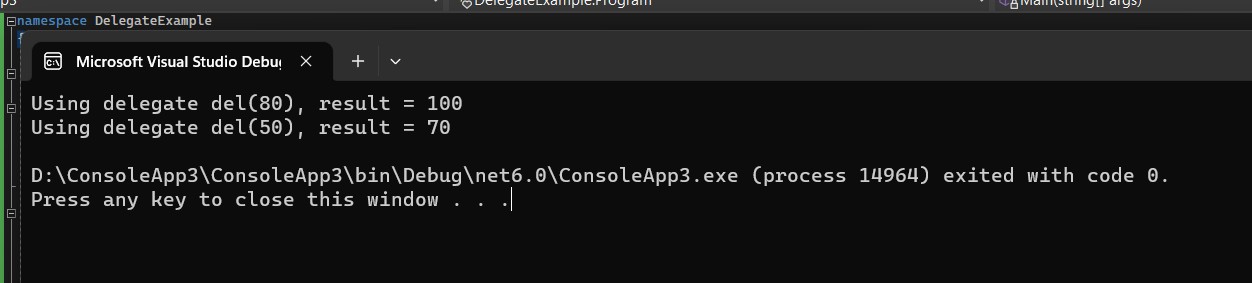 p3 DelegateExample.Program Main(string[] args)
namespace DelegateExample
{
C:\ Microsoft Visual Studio Debu
Using delegate del(80), result = 100
Using delegate del(50), result = 70
D:\ConsoleApp3\ConsoleApp3\bin\Debug\net6.0\ConsoleApp3.exe (process 14964) exited with code 0.
Press any key to close this window . . .